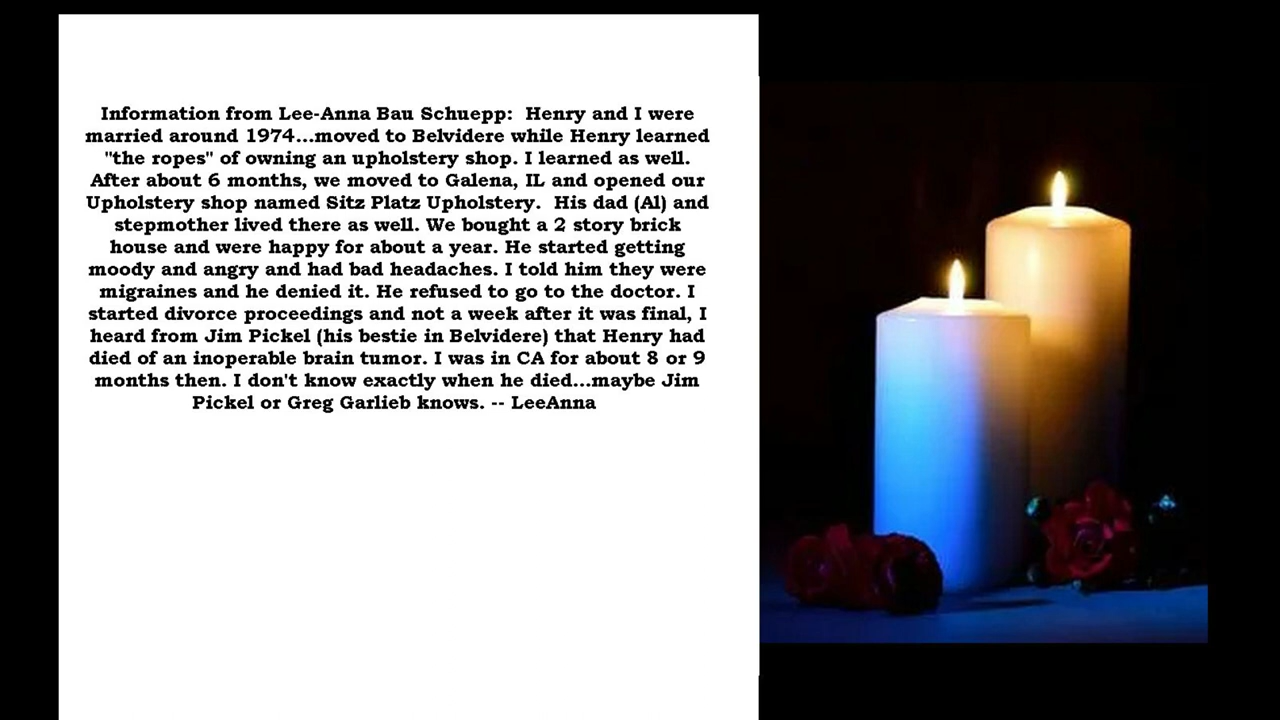 Information from Lee-Anna Bau Schuepp:  Henry and I were
married around 1974...moved to Belvidere while Henry learned
"the ropes" of owning an upholstery shop. I learned as well.
After about 6 months, we moved to Galena, IL and opened our
Upholstery shop named Sitz Platz Upholstery.  His dad (Al) and
stepmother lived there as well. We bought a 2 story brick
house and were happy for about a year. He started getting
moody and angry and had bad headaches. I told him they were
migraines and he denied it. He refused to go to the doctor. I
started divorce proceedings and not a week after it was final, I
heard from Jim Pickel (his bestie in Belvidere) that Henry had
died of an inoperable brain tumor. I was in CA for about 8 or 9
months then. I don't know exactly when he died...maybe Jim
Pickel or Greg Garlieb knows. -- LeeAnna